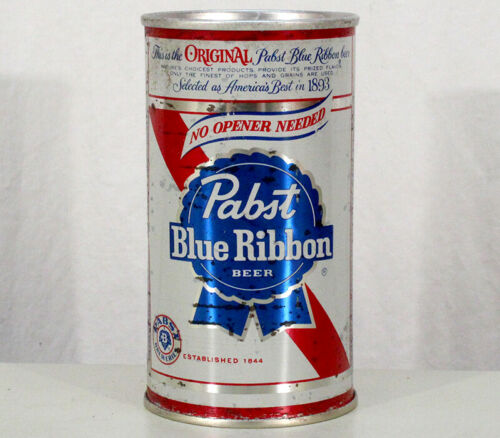 This is the ORIGINAL Pabst Blue Ribbon beer
NATURE'S CHOICEST PRODUCTS PROVIDE ITS PRIZED FLAVOR
ONLY THE FINEST OF HOPS AND GRAINS ARE USED
Selected as America's Best in 1893
NO OPENER NEEDED
Pabst
Blue Ribbon
BEER
®
PABST
BREWERIES
B
ESTABLISHED 1844